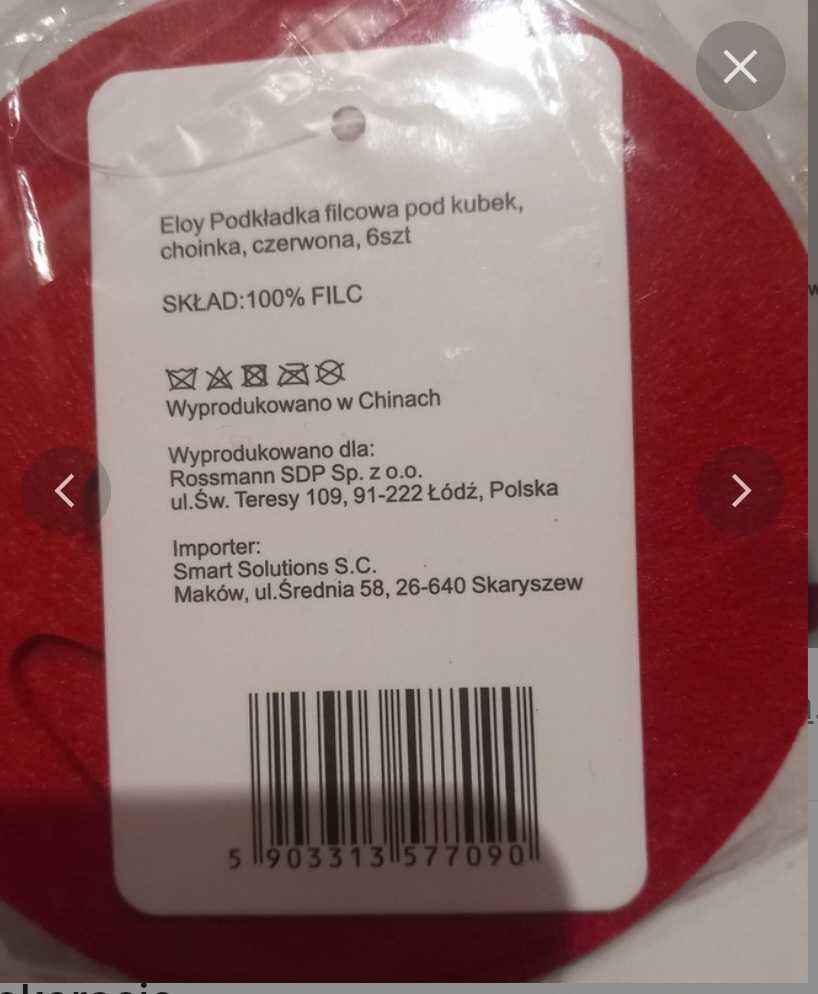 Eloy Podkładka filcowa pod kubek,
choinka, czerwona, 6szt
SKŁAD:100% FILC
Wyprodukowano w Chinach
Wyprodukowano dla:
Rossmann SDP Sp. z o.o.
ul.Św. Teresy 109, 91-222 Łódź, Polska
Importer:
Smart Solutions S.C.
Maków, ul.Średnia 58, 26-640 Skaryszew
5 903313 577090